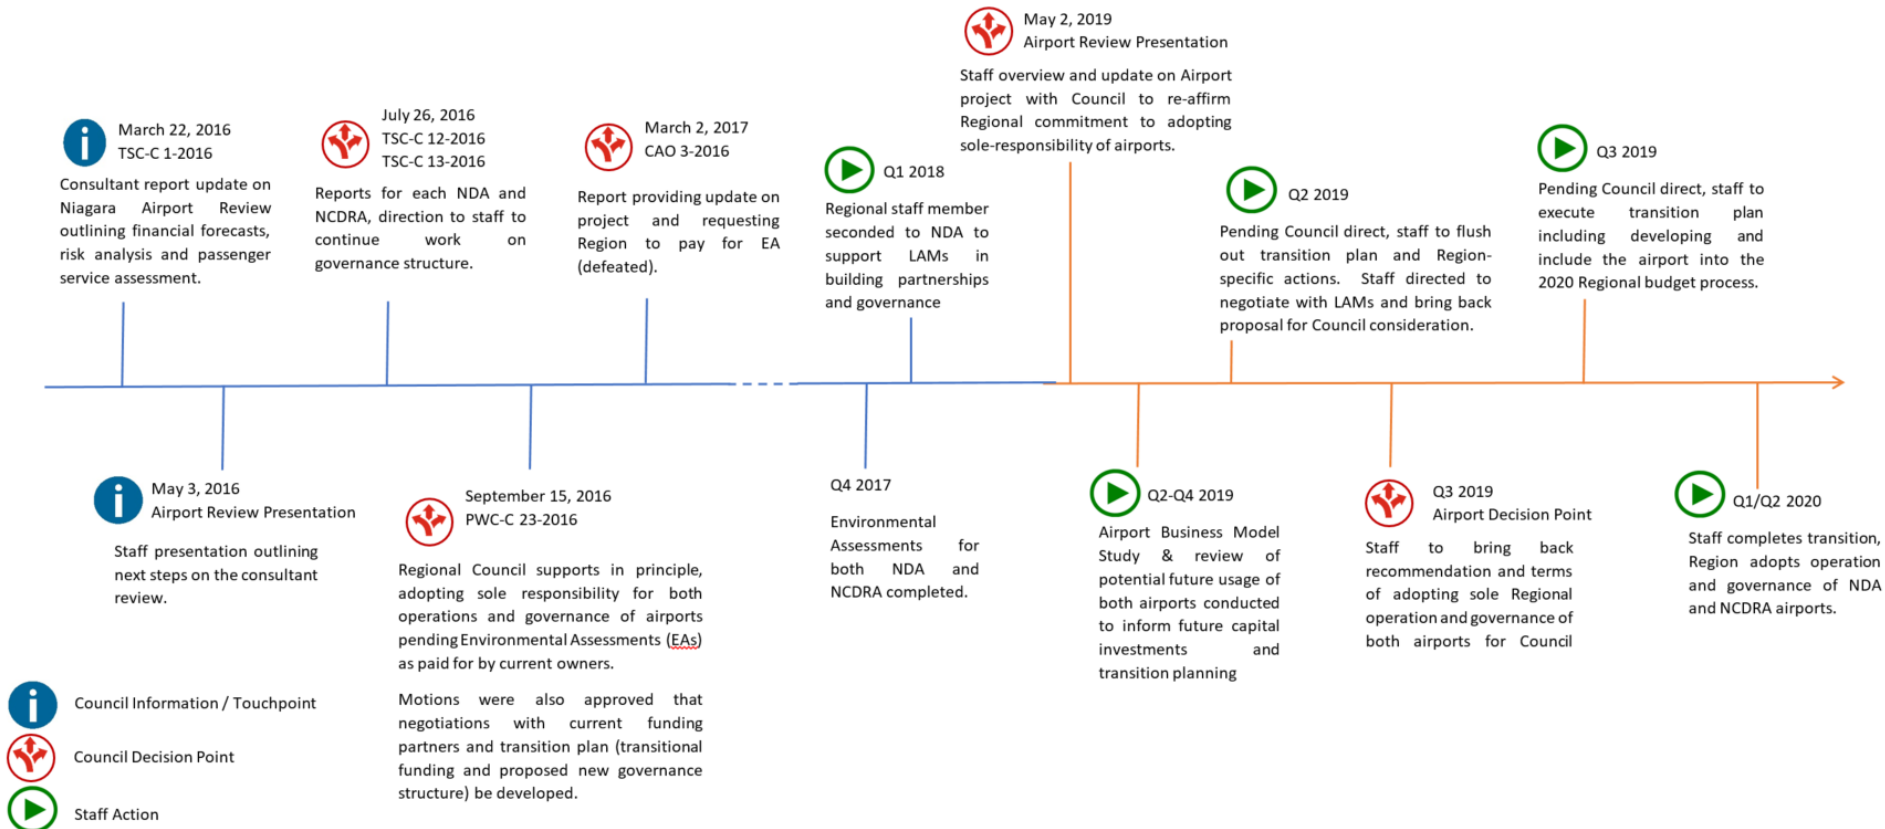 March 22, 2016
TSC-C 1-2016
Consultant report update on
Niagara Airport Review
outlining financial forecasts,
risk analysis and passenger
service assessment.
July 26, 2016
TSC-C 12-2016
TSC-C 13-2016
Reports for each NDA and
NCDRA, direction to staff to
continue work on
governance structure.
March 2, 2017
CAO 3-2016
Report providing update on
project and requesting
Region to pay for EA
(defeated).
Q1 2018
Regional staff member
seconded to NDA to
support LAMs in
building partnerships
and governance
May 2, 2019
Airport Review Presentation
Staff overview and update on Airport
project with Council to re-affirm
Regional commitment to adopting
sole-responsibility of airports.
Q2 2019
Pending Council direct, staff to flush
out transition plan and Region-
specific actions. Staff directed to
negotiate with LAMs and bring back
proposal for Council consideration.
Q3 2019
Pending Council direct, staff to
execute transition plan
including developing and
include the airport into the
2020 Regional budget process.
May 3, 2016
Airport Review Presentation
Staff presentation outlining
next steps on the consultant
review.
September 15, 2016
PWC-C 23-2016
Regional Council supports in principle,
adopting sole responsibility for both
operations and governance of airports
pending Environmental Assessments (EAs)
as paid for by current owners.
Motions were also approved that
negotiations with current funding
partners and transition plan (transitional
funding and proposed new governance
structure) be developed.
Q4 2017
Environmental
Assessments for
both NDA and
NCDRA completed.
Q2-Q4 2019
Airport Business Model
Study & review of
potential future usage of
both airports conducted
to inform future capital
investments and
transition planning
Q3 2019
Airport Decision Point
Staff to bring back
recommendation and terms
of adopting sole Regional
operation and governance of
both airports for Council
Q1/Q2 2020
Staff completes transition,
Region adopts operation
and governance of NDA
and NCDRA airports.
Council Information / Touchpoint
Council Decision Point
Staff Action